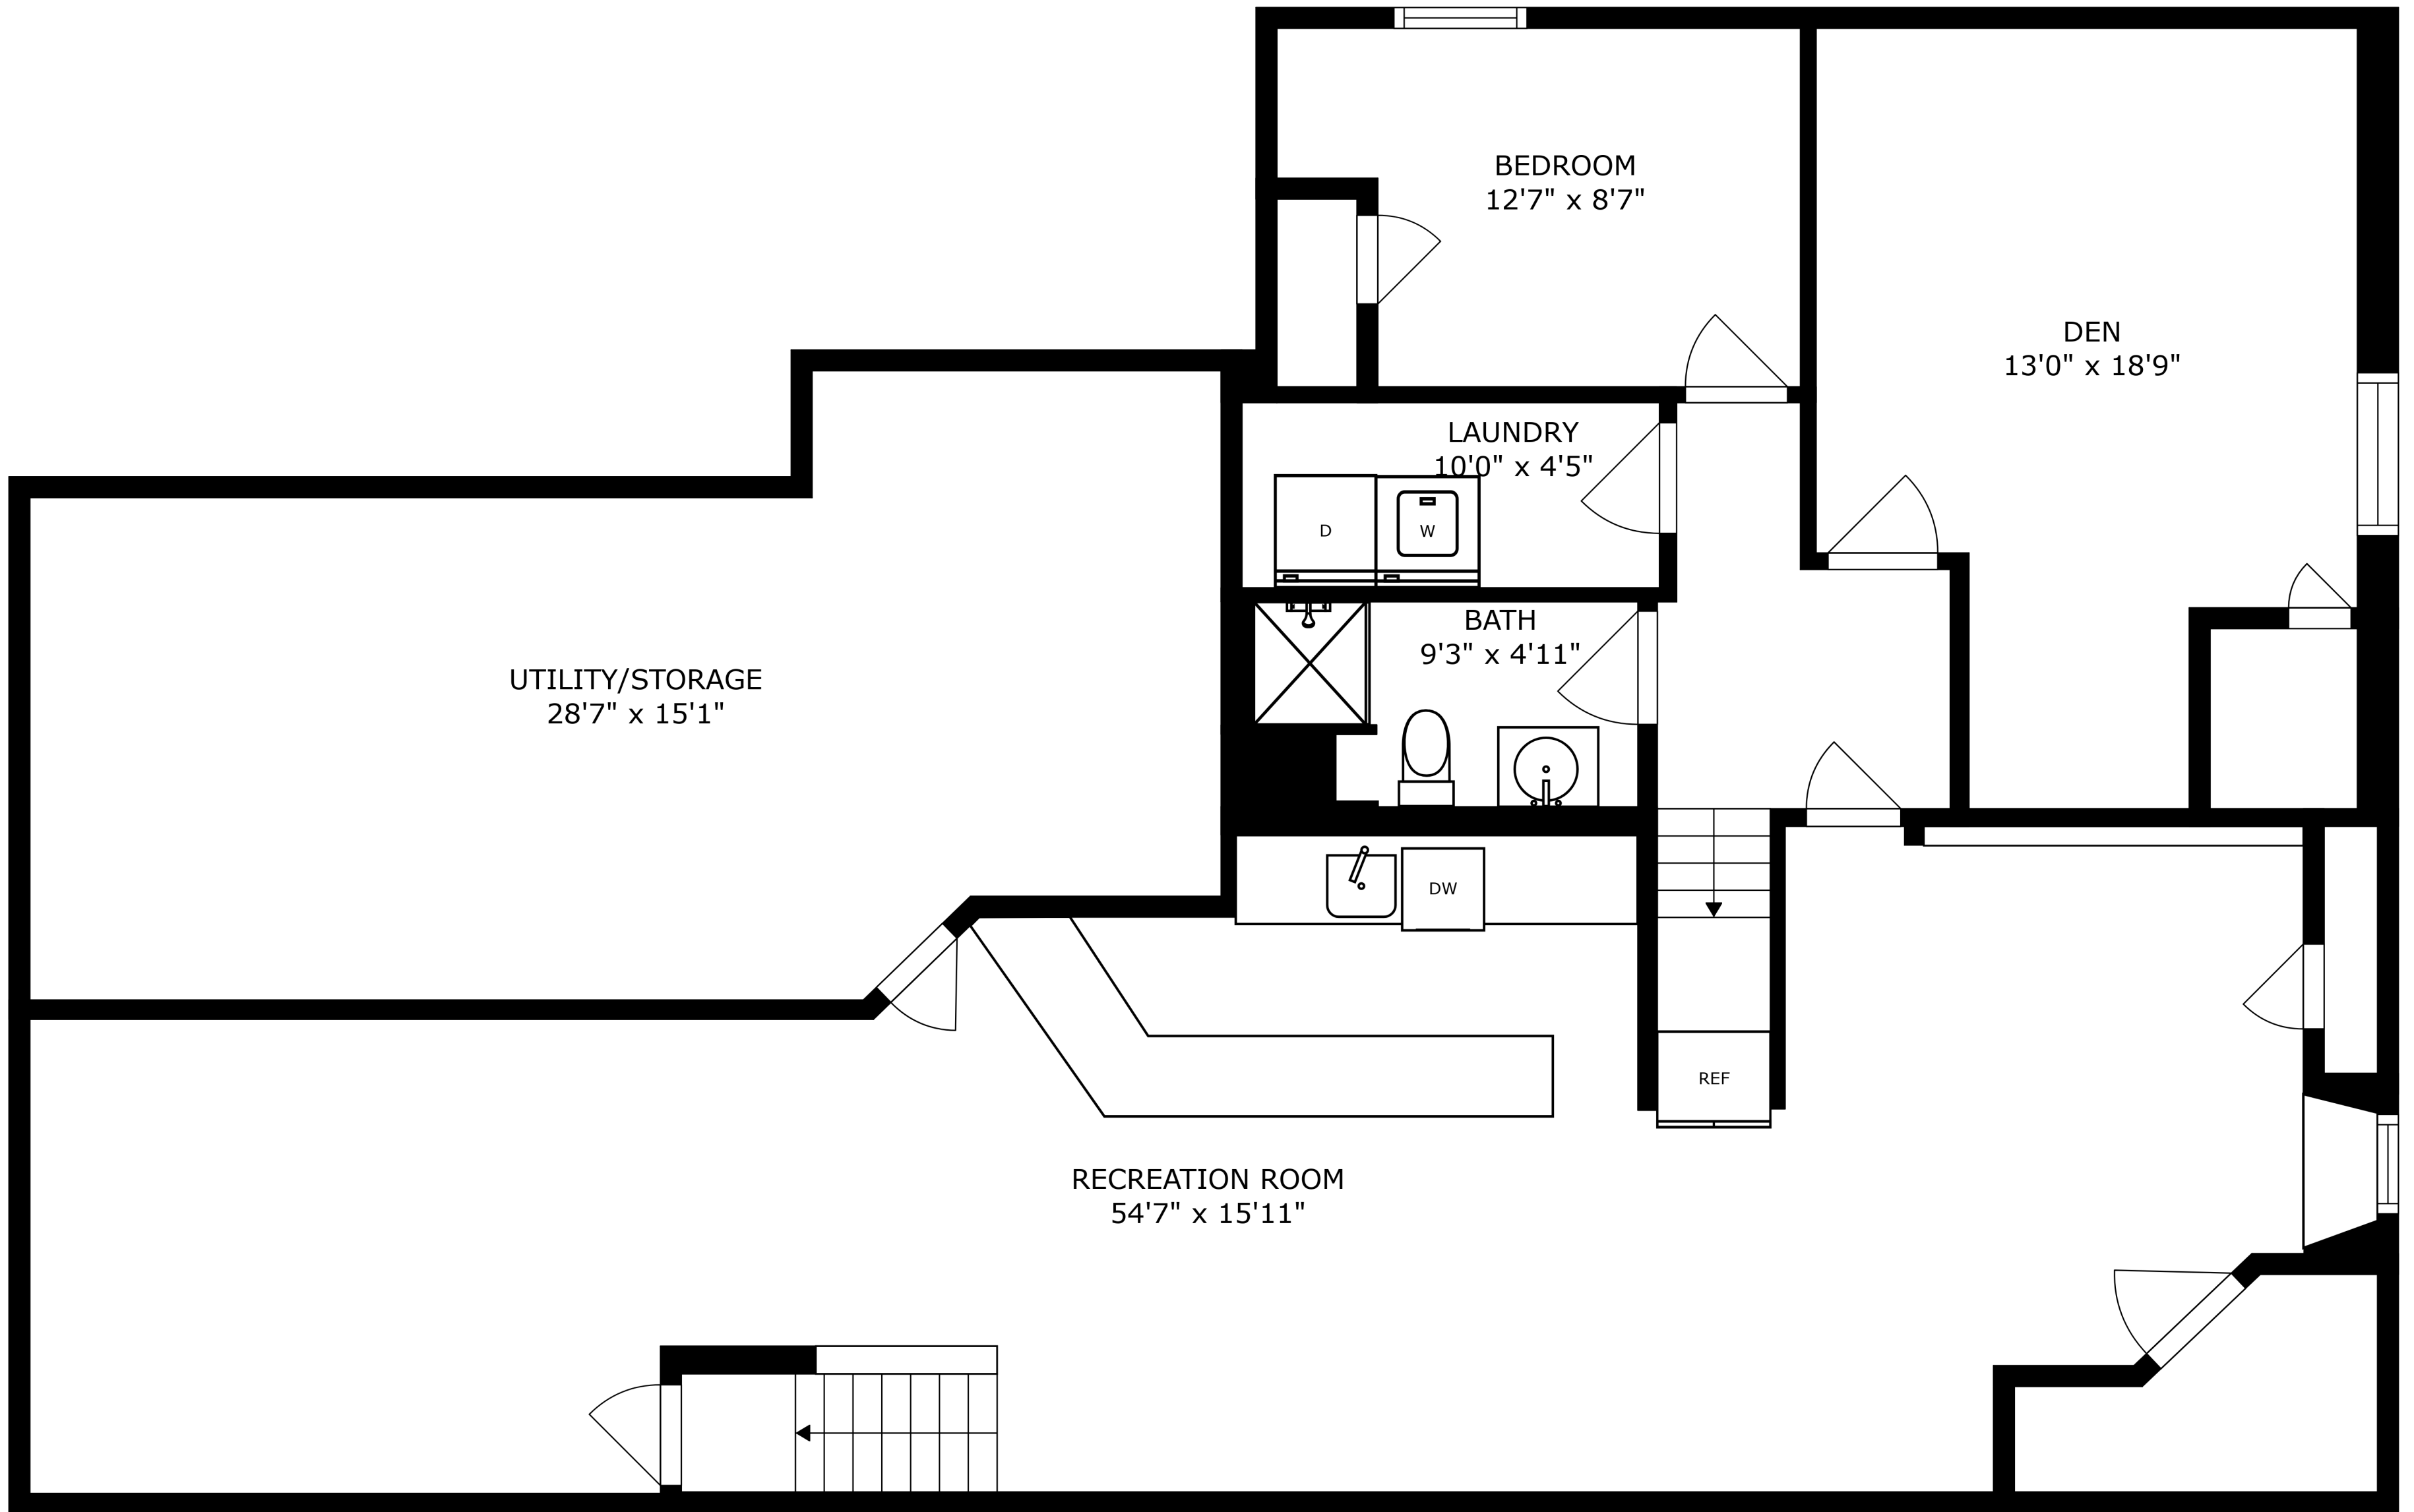 BEDROOM
12'7" x 8'7"
DEN
13'0" x 18'9"
LAUNDRY
10'0" x 4'5"
D
W
BATH
9'3" x 4'11"
UTILITY/STORAGE
28'7" x 15'1"
DW
REF
RECREATION ROOM
54'7" x 15'11"